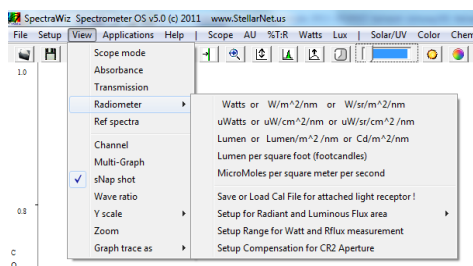 SpectraWiz Spectrometer OS v5.0 (c) 2011 www.StellarNet.us
File Setup View Applications Help | Scope AU %T:R Watts Lux | Solar/UV Color Chem
1.0
Scope mode
Absorbance
Transmission
Radiometer
Ref spectra
Channel
Multi-Graph
sNap shot
Wave ratio
Y scale
Zoom
Graph trace as
Watts or W/m^2/nm or W/sr/m^2/nm
uWatts or uW/cm^2/nm or uW/sr/cm^2 /nm
Lumen or Lumen/m^2 /nm or Cd/m^2/nm
Lumen per square foot (footcandles)
MicroMoles per square meter per second
Save or Load Cal File for attached light receptor !
Setup for Radiant and Luminous Flux area
Setup Range for Watt and Rflux measurement
Setup Compensation for CR2 Aperture
0.8
c